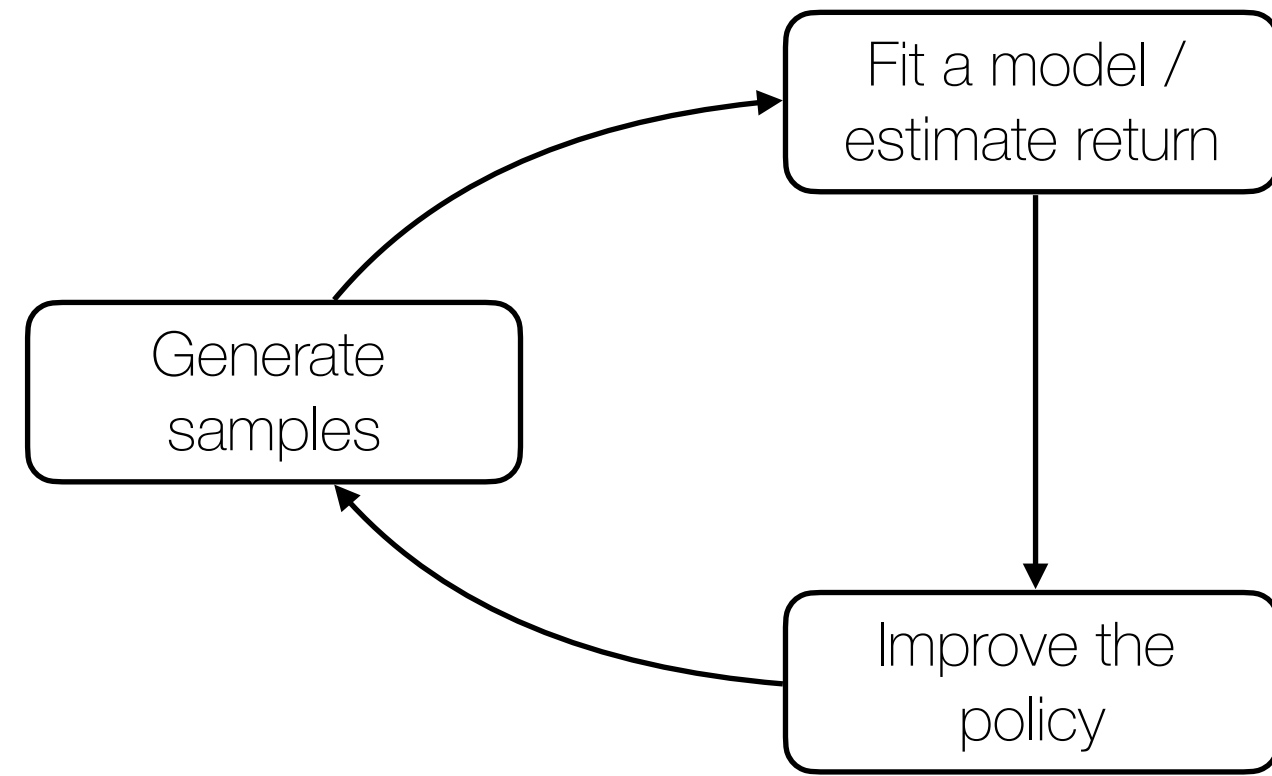 Fit a model /
estimate return
Generate
samples
Improve the
policy